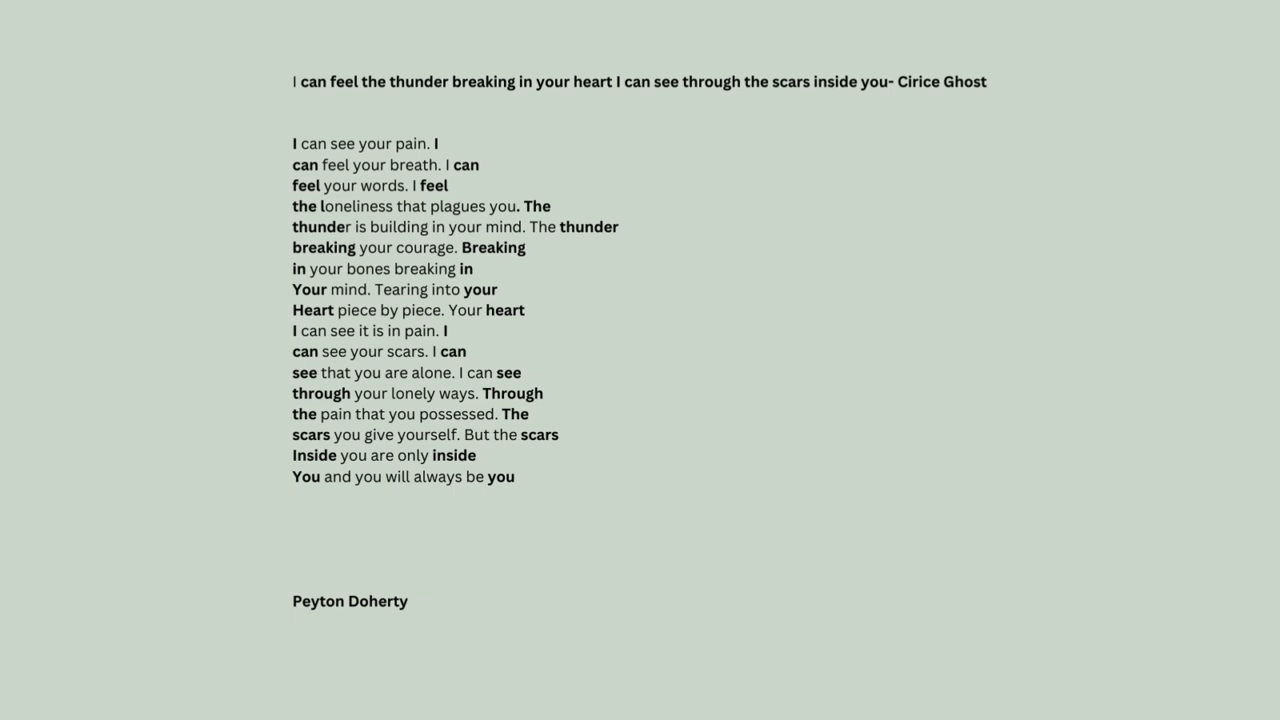 I can feel the thunder breaking in your heart I can see through the scars inside you- Cirice Ghost
I can see your pain. I
can feel your breath. I can
feel your words. I feel
the loneliness that plagues you. The
thunder is building in your mind. The thunder
breaking your courage. Breaking
in your bones breaking in
Your mind. Tearing into your
Heart piece by piece. Your heart
I can see it is in pain. I
can see your scars. I can
see that you are alone. I can see
through your lonely ways. Through
the pain that you possessed. The
scars you give yourself. But the scars
Inside you are only inside
You and you will always be you
Peyton Doherty